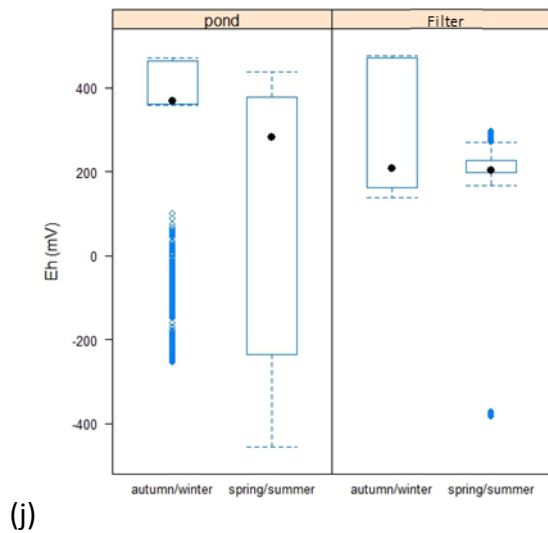 pond Filter
400
200
0
-200
-400
Eh (mV)
autumn/winter spring/summer autumn/winter spring/summer
(j)